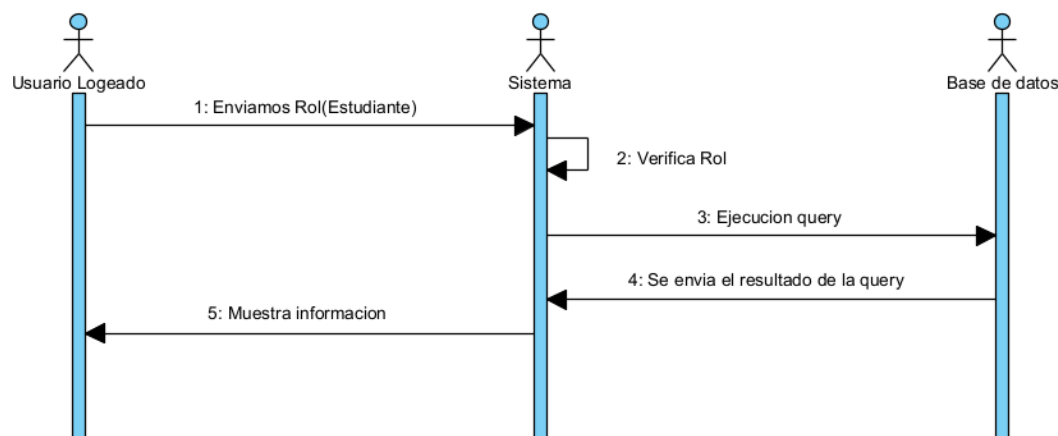 Usuario Logeado
Sistema
Base de datos
1: Enviamos Rol(Estudiante)
2: Verifica Rol
3: Ejecucion query
4: Se envia el resultado de la query
5: Muestra informacion